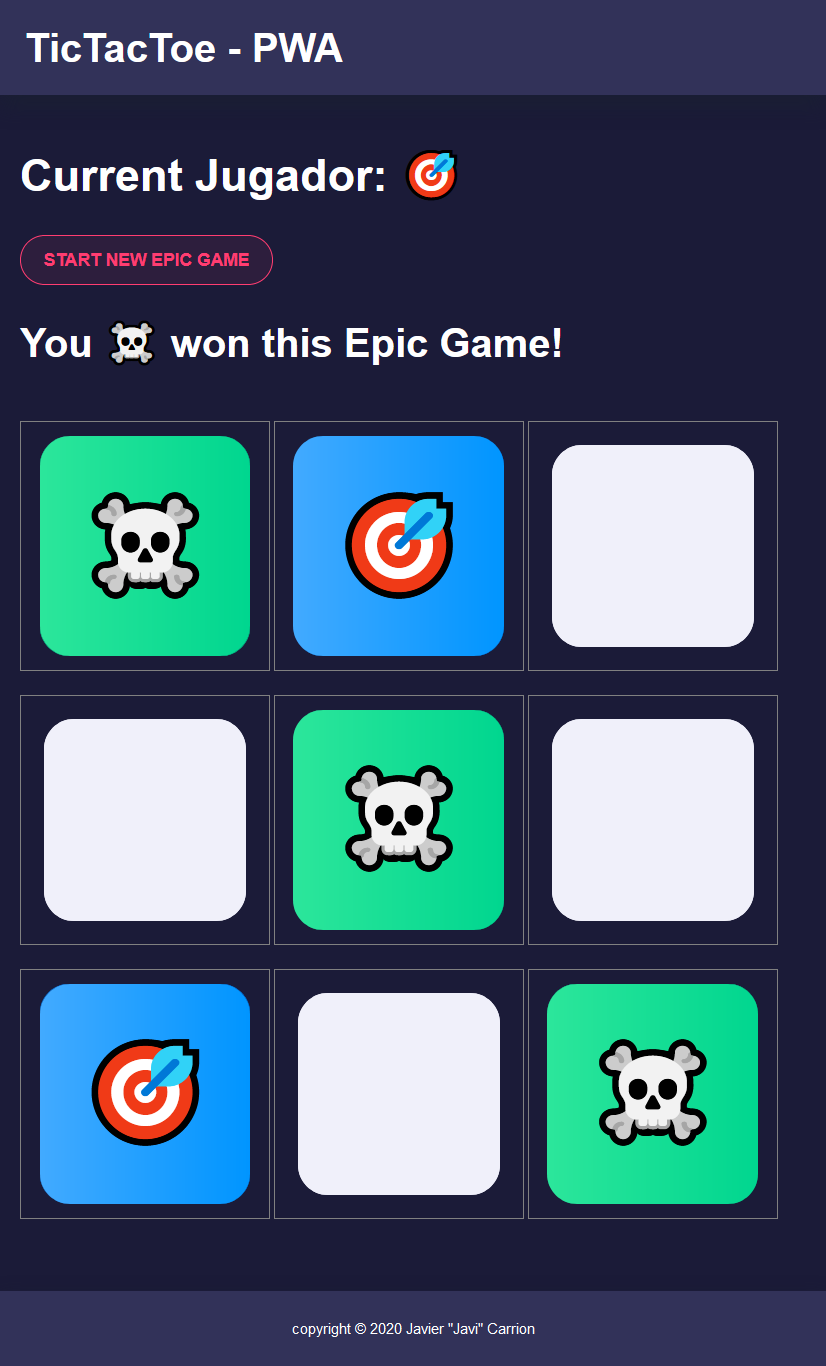 TicTacToe - PWA
Current Jugador: 🎯
START NEW EPIC GAME
You ☠️ won this Epic Game!
copyright © 2020 Javier "Javi" Carrion